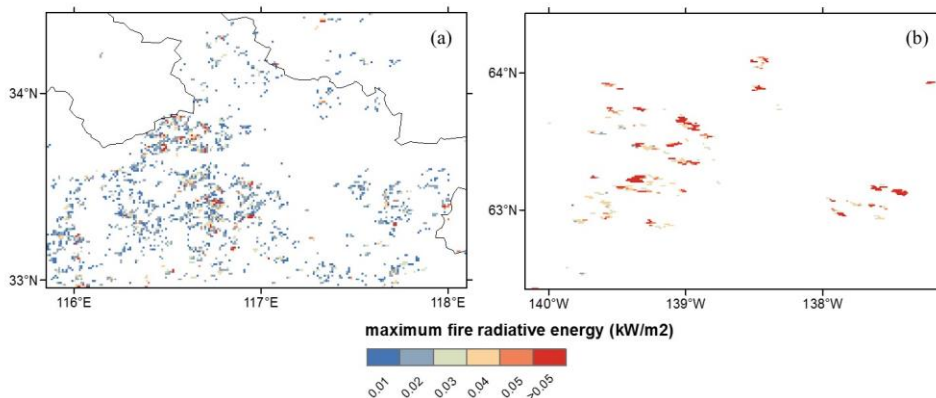 (a)
(b)
34°N
33°N
116°E
117°E
118°E
64°N
63°N
140°W
139°W
138°W
maximum fire radiative energy (kW/m2)
0.01
0.02
0.03
0.04
0.05
>0.05